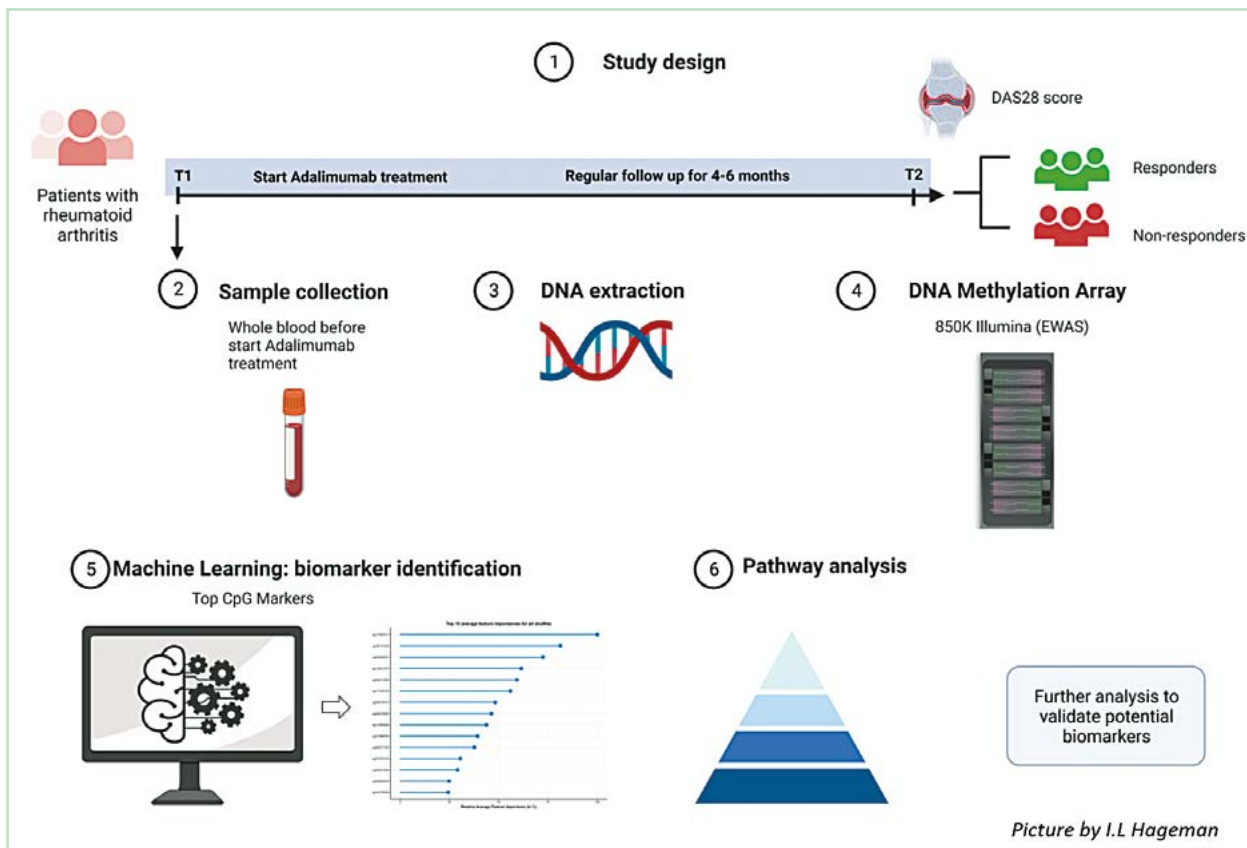 1 Study design
DAS28 score
Patients with
rheumatoid
arthritis
T1 Start Adalimumab treatment Regular follow up for 4-6 months T2
Responders
Non-responders
2 Sample collection
Whole blood before
start Adalimumab
treatment
3 DNA extraction
4 DNA Methylation Array
850K Illumina (EWAS)
5 Machine Learning: biomarker identification
Top CpG Markers
6 Pathway analysis
Further analysis to
validate potential
biomarkers
Picture by I.L Hageman